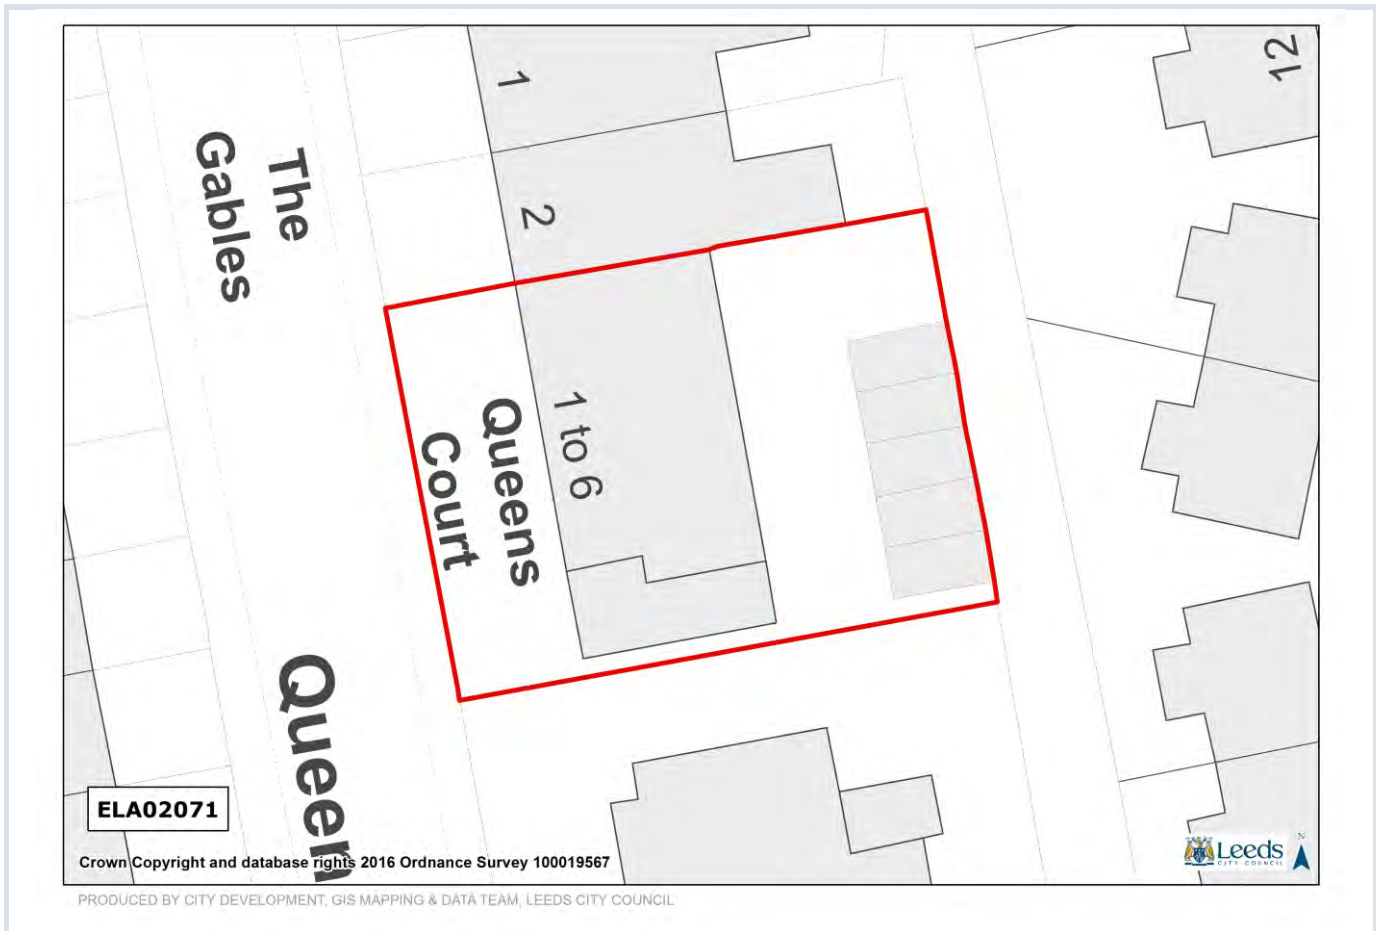 1
12
The
Gables
2
Queens
Court
1 to 6
Queen
ELA02071
Crown Copyright and database rights 2016 Ordnance Survey 100019567
Leeds
CITY COUNCIL
N
PRODUCED BY CITY DEVELOPMENT, GIS MAPPING & DATA TEAM, LEEDS CITY COUNCIL